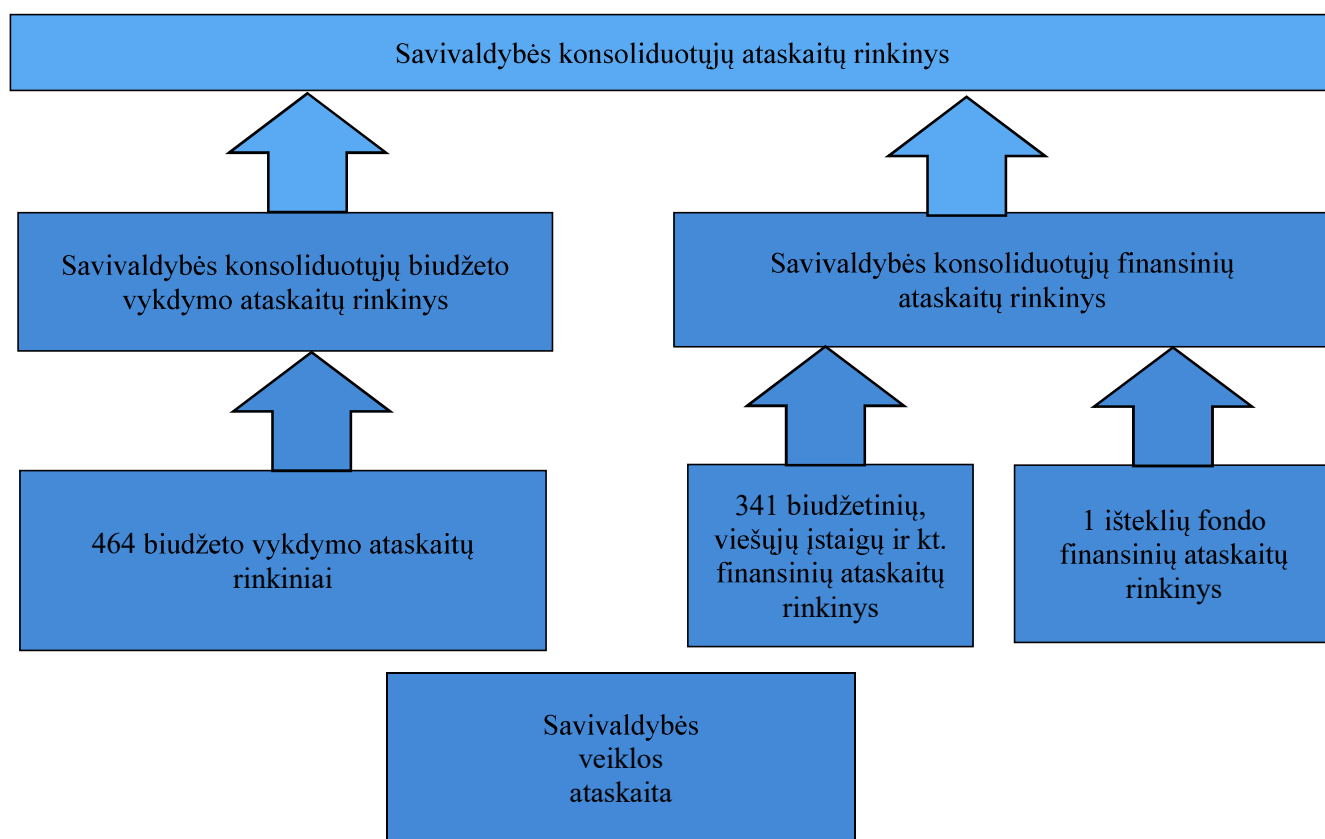 Savivaldybės konsoliduotųjų ataskaitų rinkinys
Savivaldybės konsoliduotųjų biudžeto
vykdymo ataskaitų rinkinys
Savivaldybės konsoliduotųjų finansinių
ataskaitų rinkinys
464 biudžeto vykdymo ataskaitų
rinkiniai
341 biudžetinių,
viešųjų įstaigų ir kt.
finansinių ataskaitų
rinkinys
1 išteklių fondo
finansinių ataskaitų
rinkinys
Savivaldybės
veiklos
ataskaita